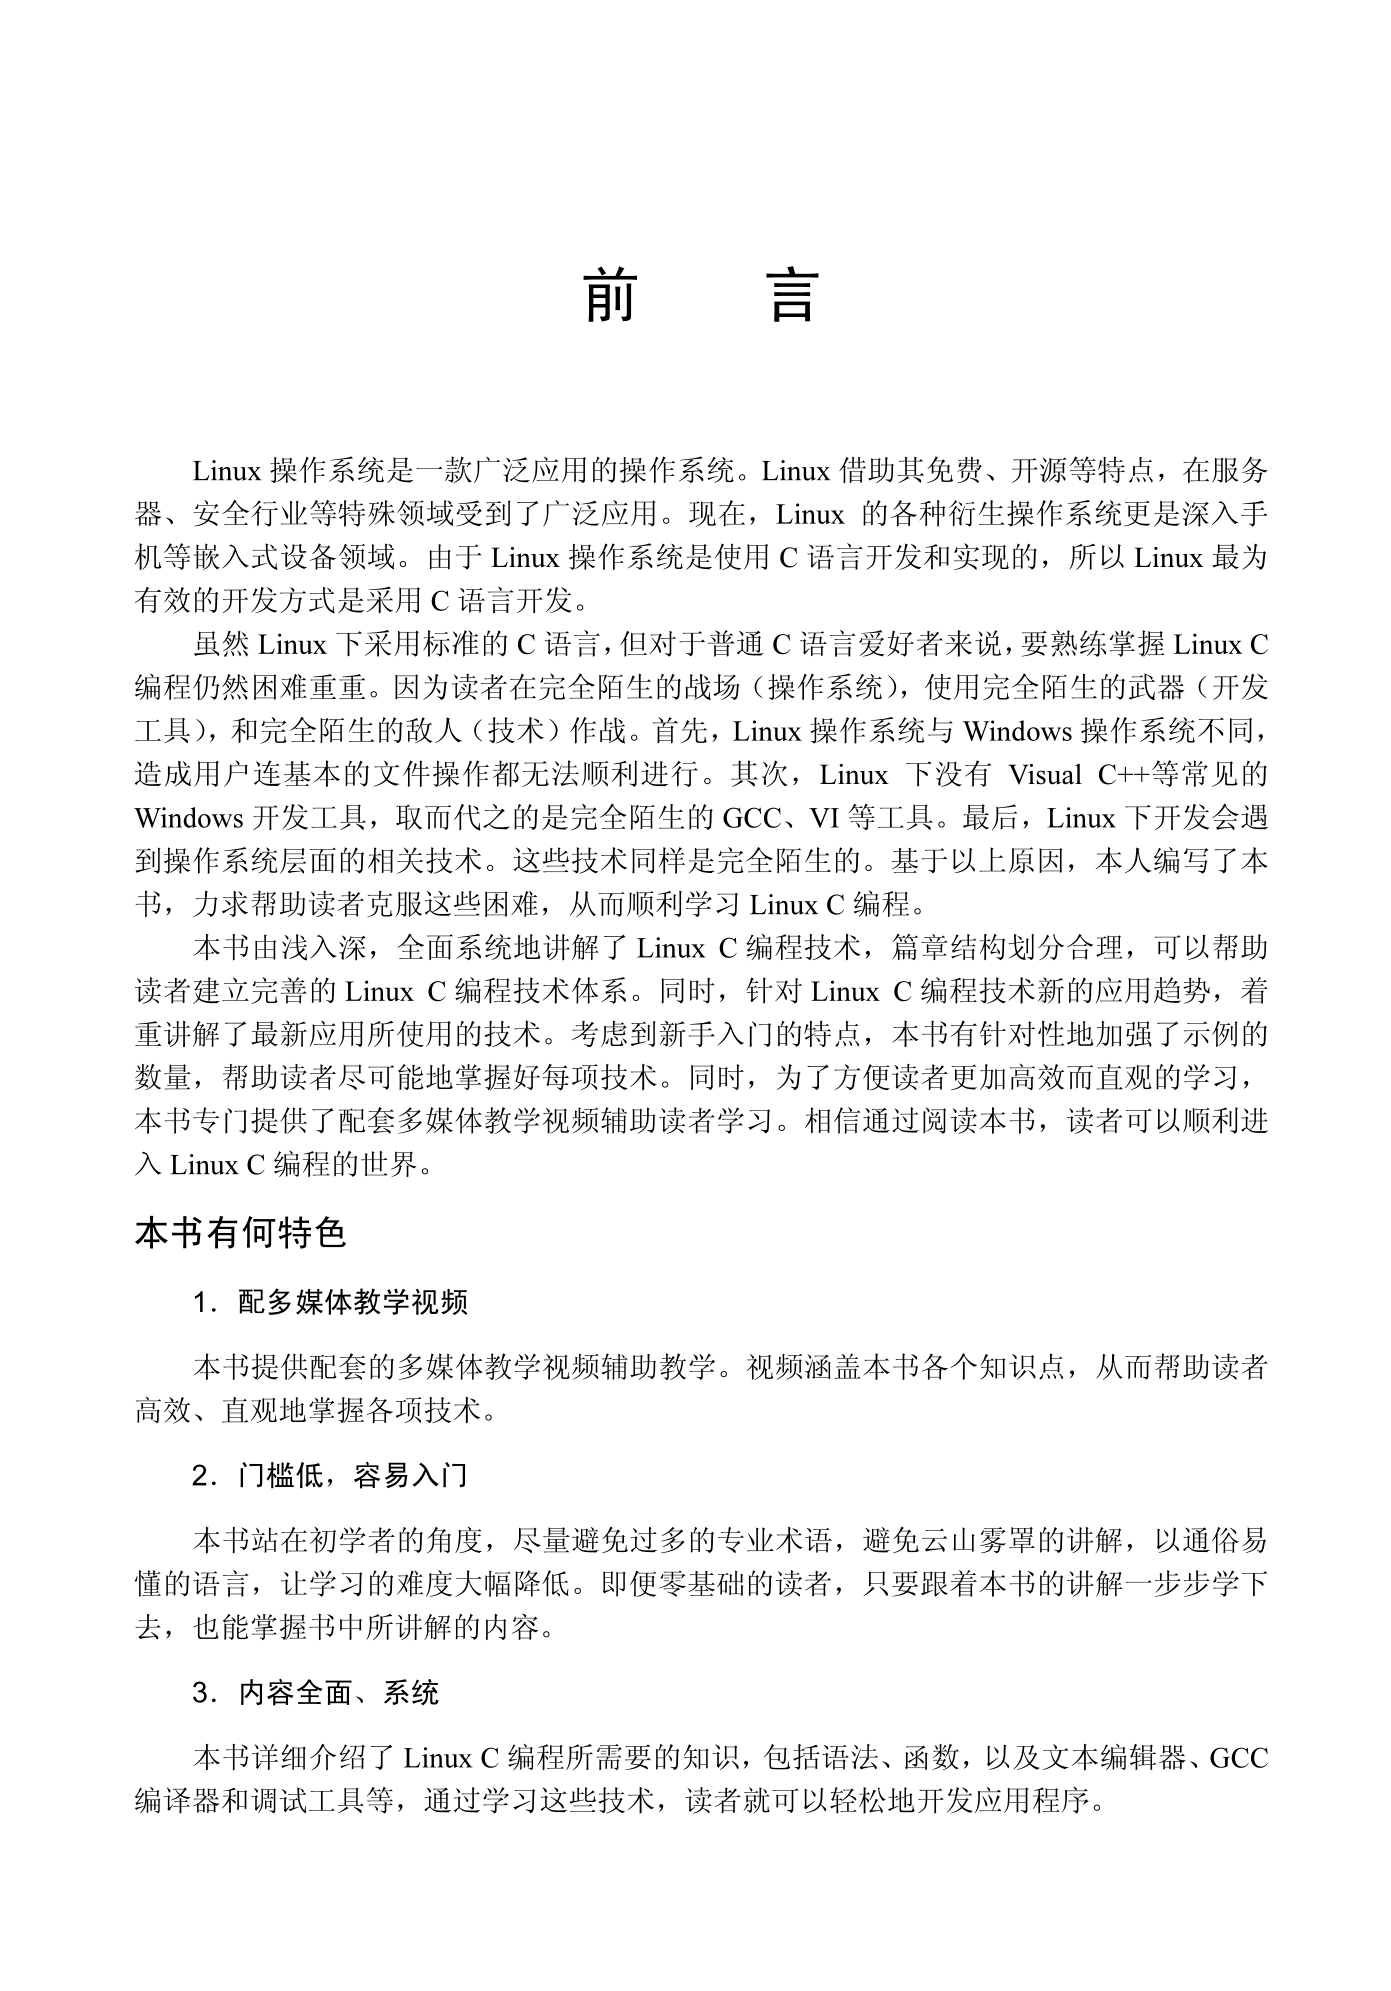 前 言
Linux 操作系统是一款广泛应用的操作系统。Linux 借助其免费、开源等特点，在服务
器、安全行业等特殊领域受到了广泛应用。现在，Linux 的各种衍生操作系统更是深入手
机等嵌入式设备领域。由于 Linux 操作系统是使用 C 语言开发和实现的，所以 Linux 最为
有效的开发方式是采用 C 语言开发。
虽然 Linux 下采用标准的 C 语言，但对于普通 C 语言爱好者来说，要熟练掌握 Linux C
编程仍然困难重重。因为读者在完全陌生的战场（操作系统），使用完全陌生的武器（开发
工具），和完全陌生的敌人（技术）作战。首先，Linux 操作系统与 Windows 操作系统不同，
造成用户连基本的文件操作都无法顺利进行。其次，Linux 下没有 Visual C++等常见的
Windows 开发工具，取而代之的是完全陌生的 GCC、VI 等工具。最后，Linux 下开发会遇
到操作系统层面的相关技术。这些技术同样是完全陌生的。基于以上原因，本人编写了本
书，力求帮助读者克服这些困难，从而顺利学习 Linux C 编程。
本书由浅入深，全面系统地讲解了 Linux C 编程技术，篇章结构划分合理，可以帮助
读者建立完善的 Linux C 编程技术体系。同时，针对 Linux C 编程技术新的应用趋势，着
重讲解了最新应用所使用的技术。考虑到新手入门的特点，本书有针对性地加强了示例的
数量，帮助读者尽可能地掌握好每项技术。同时，为了方便读者更加高效而直观的学习，
本书专门提供了配套多媒体教学视频辅助读者学习。相信通过阅读本书，读者可以顺利进
入 Linux C 编程的世界。
本书有何特色
1．配多媒体教学视频
本书提供配套的多媒体教学视频辅助教学。视频涵盖本书各个知识点，从而帮助读者
高效、直观地掌握各项技术。
2．门槛低，容易入门
本书站在初学者的角度，尽量避免过多的专业术语，避免云山雾罩的讲解，以通俗易
懂的语言，让学习的难度大幅降低。即便零基础的读者，只要跟着本书的讲解一步步学下
去，也能掌握书中所讲解的内容。
3．内容全面、系统
本书详细介绍了 Linux C 编程所需要的知识，包括语法、函数，以及文本编辑器、GCC
编译器和调试工具等，通过学习这些技术，读者就可以轻松地开发应用程序。